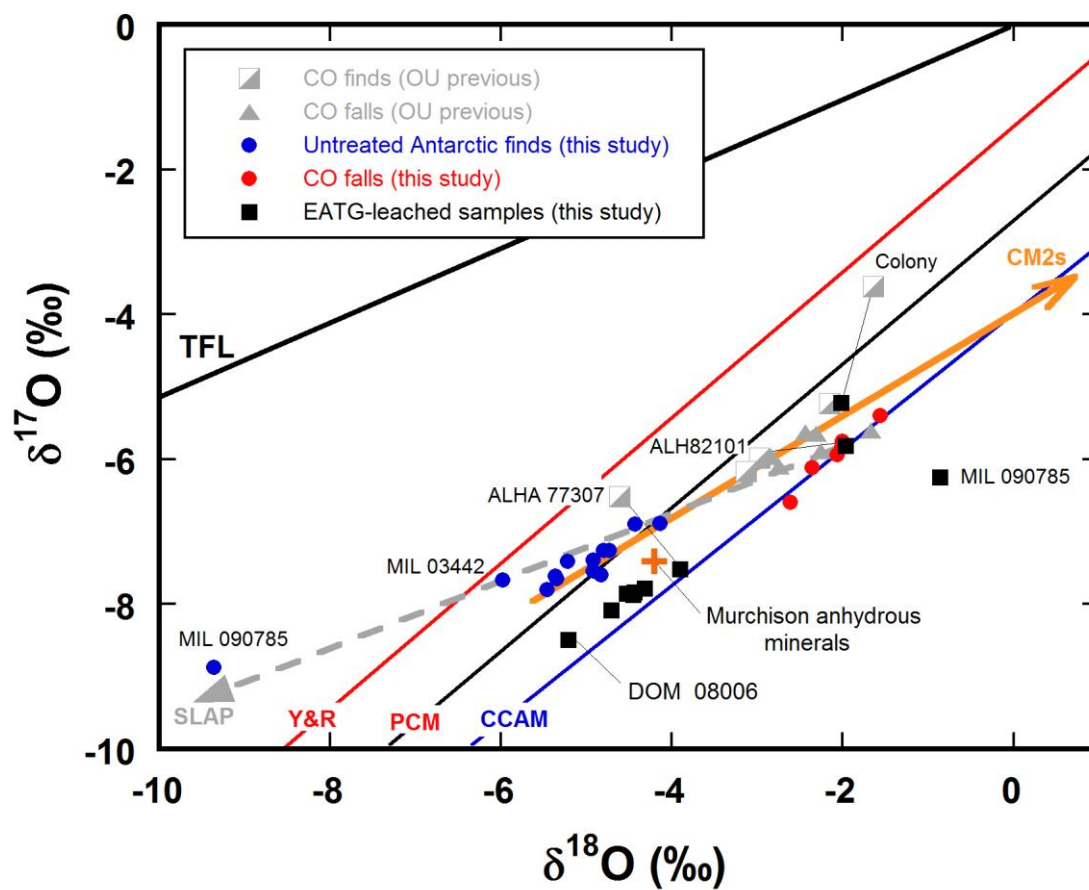 0
-2
-4
-6
-8
-10
δ17O (‰)
CO finds (OU previous)
CO falls (OU previous)
Untreated Antarctic finds (this study)
CO falls (this study)
EATG-leached samples (this study)
TFL
Colony
CM2s
ALH82101
ALHA 77307
MIL 090785
MIL 03442
MIL 090785
Murchison anhydrous
minerals
DOM 08006
SLAP
Y&R
PCM
CCAM
-10
-8
-6
-4
-2
0
δ18O (‰)